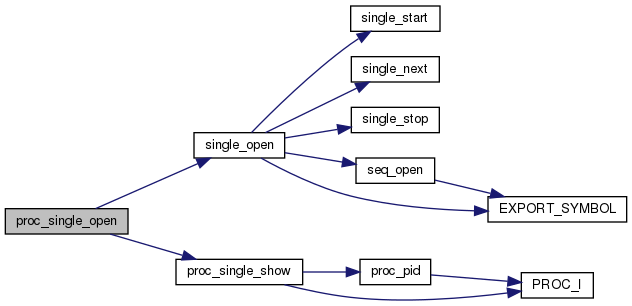 single_start
single_next
single_stop
single_open
seq_open
EXPORT_SYMBOL
proc_single_open
proc_single_show
proc_pid
PROC_I